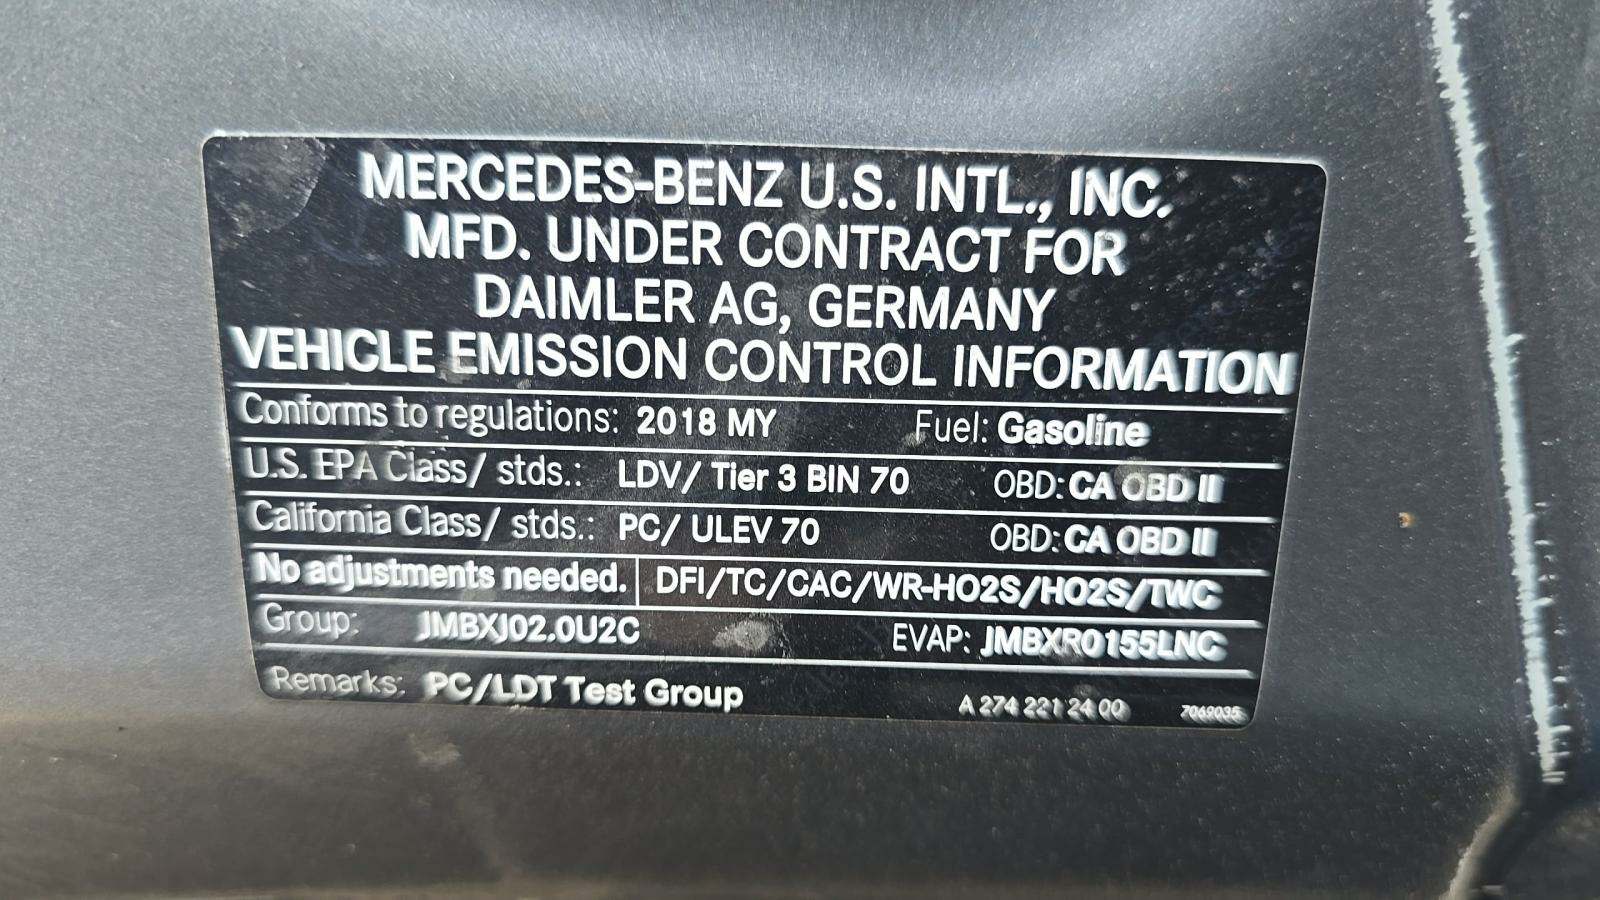 MERCEDES-BENZ U.S. INTL., INC.
MFD. UNDER CONTRACT FOR
DAIMLER AG, GERMANY
VEHICLE EMISSION CONTROL INFORMATION
Conforms to regulations: 2018 MY Fuel: Gasoline
U.S. EPA Class/ stds.: LDV/ Tier 3 BIN 70 OBD: CA OBD II
California Class/ stds.: PC/ ULEV 70 OBD: CA OBD II
No adjustments needed. DFI/TC/CAC/WR-HO2S/HO2S/TWC
Group: JMBXJ02.0U2C EVAP: JMBXR0155LNC
Remarks: PC/LDT Test Group A 274 221 24 00 7069035